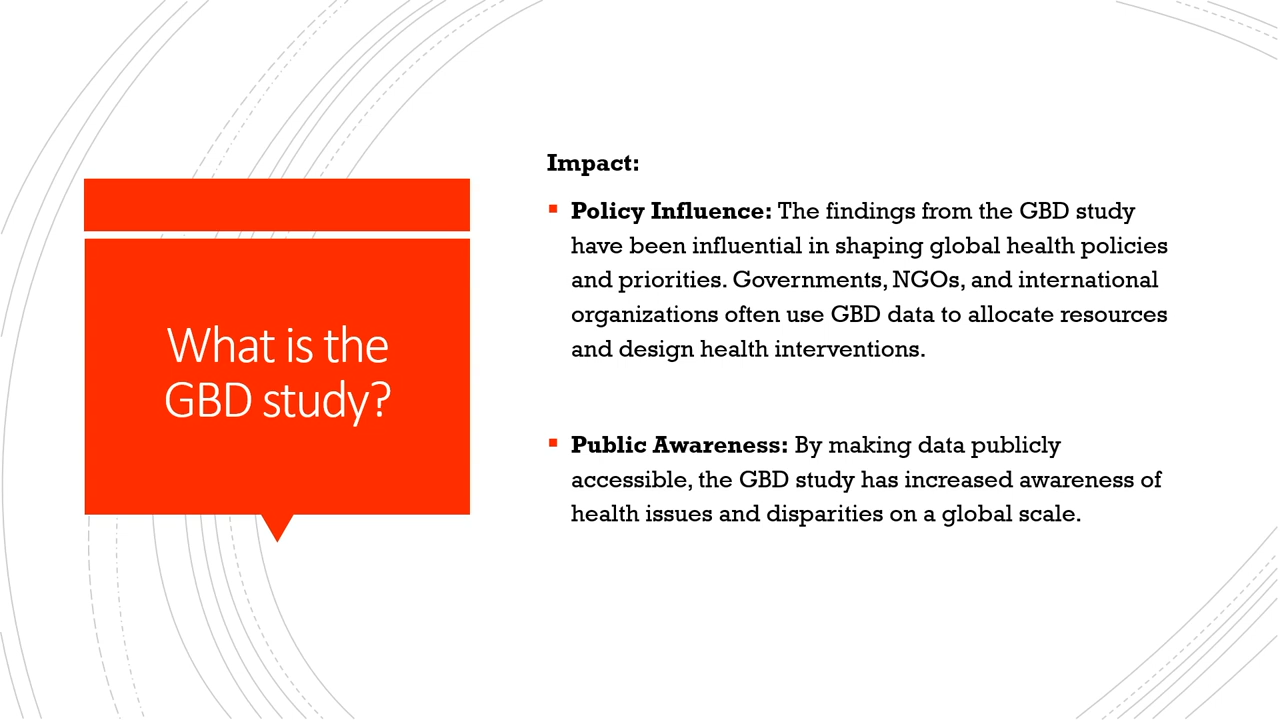 What is the
GBD study?
Impact:
Policy Influence: The findings from the GBD study
have been influential in shaping global health policies
and priorities. Governments, NGOs, and international
organizations often use GBD data to allocate resources
and design health interventions.
Public Awareness: By making data publicly
accessible, the GBD study has increased awareness of
health issues and disparities on a global scale.